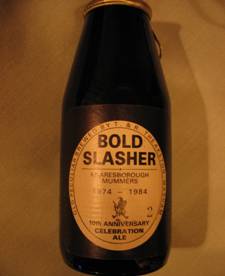 BOLD
SLASHER
KNARESBOROUGH
MUMMERS
1974 - 1984
10th ANNIVERSARY
CELEBRATION
ALE